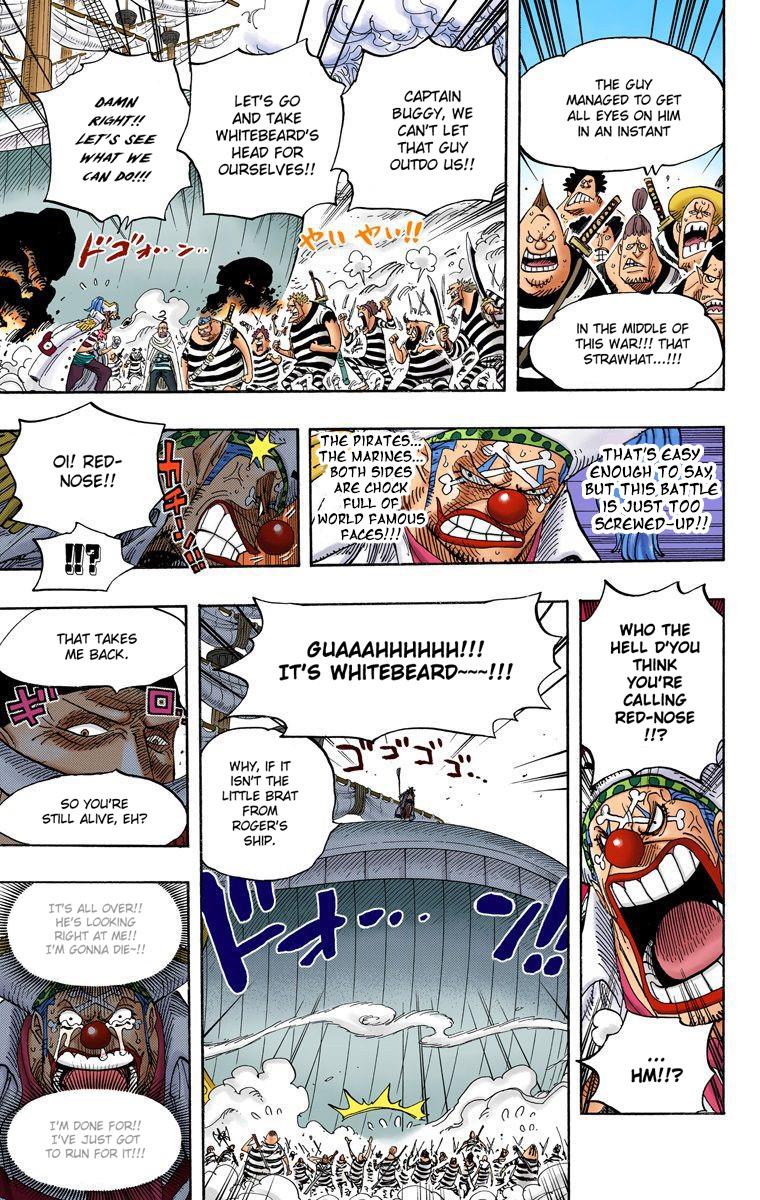 THE GUY
MANAGED TO GET
ALL EYES ON HIM
IN AN INSTANT
IN THE MIDDLE OF
THIS WAR!!! THAT
STRAWHAT...!!!
CAPTAIN
BUGGY, WE
CAN'T LET
THAT GUY
OUTDO US!!
LET'S GO
AND TAKE
WHITEBEARD'S
HEAD FOR
OURSELVES!!
DAMN
RIGHT!!
LET'S SEE
WHAT WE
CAN DO!!!
やい やい!!
ドゴォ…ン…
THAT'S EASY
ENOUGH TO SAY,
BUT THIS BATTLE
IS JUST TOO
SCREWED-UP!!
THE PIRATES...
THE MARINES...
BOTH SIDES
ARE CHOCK
FULL OF
WORLD FAMOUS
FACES!!!
OI! RED-
NOSE!!
!!?
カチーン!!
WHO THE
HELL D'YOU
THINK
YOU'RE
CALLING
RED-NOSE
!!?
...
HM!!?
GUAAAHHHHHH!!!
IT'S WHITEBEARD~~~!!!
WHY, IF IT
ISN'T THE
LITTLE BRAT
FROM
ROGER'S
SHIP.
ゴゴゴゴ…
ドォー…ン!!!
THAT TAKES
ME BACK.
ギロ
SO YOU'RE
STILL ALIVE, EH?
IT'S ALL OVER!!
HE'S LOOKING
RIGHT AT ME!!
I'M GONNA DIE~!!
I'M DONE FOR!!
I'VE JUST GOT
TO RUN FOR IT!!!